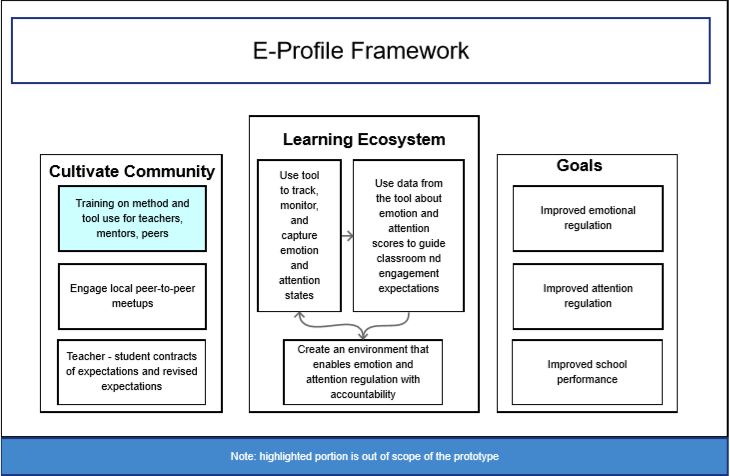 E-Profile Framework
Cultivate Community
Training on method and
tool use for teachers,
mentors, peers
Engage local peer-to-peer
meetups
Teacher - student contracts
of expectations and revised
expectations
Learning Ecosystem
Use tool
to track,
monitor,
and
capture
emotion
and
attention
states
Use data from
the tool about
emotion and
attention
scores to guide
classroom nd
engagement
expectations
Create an environment that
enables emotion and
attention regulation with
accountability
Goals
Improved emotional
regulation
Improved attention
regulation
Improved school
performance
Note: highlighted portion is out of scope of the prototype